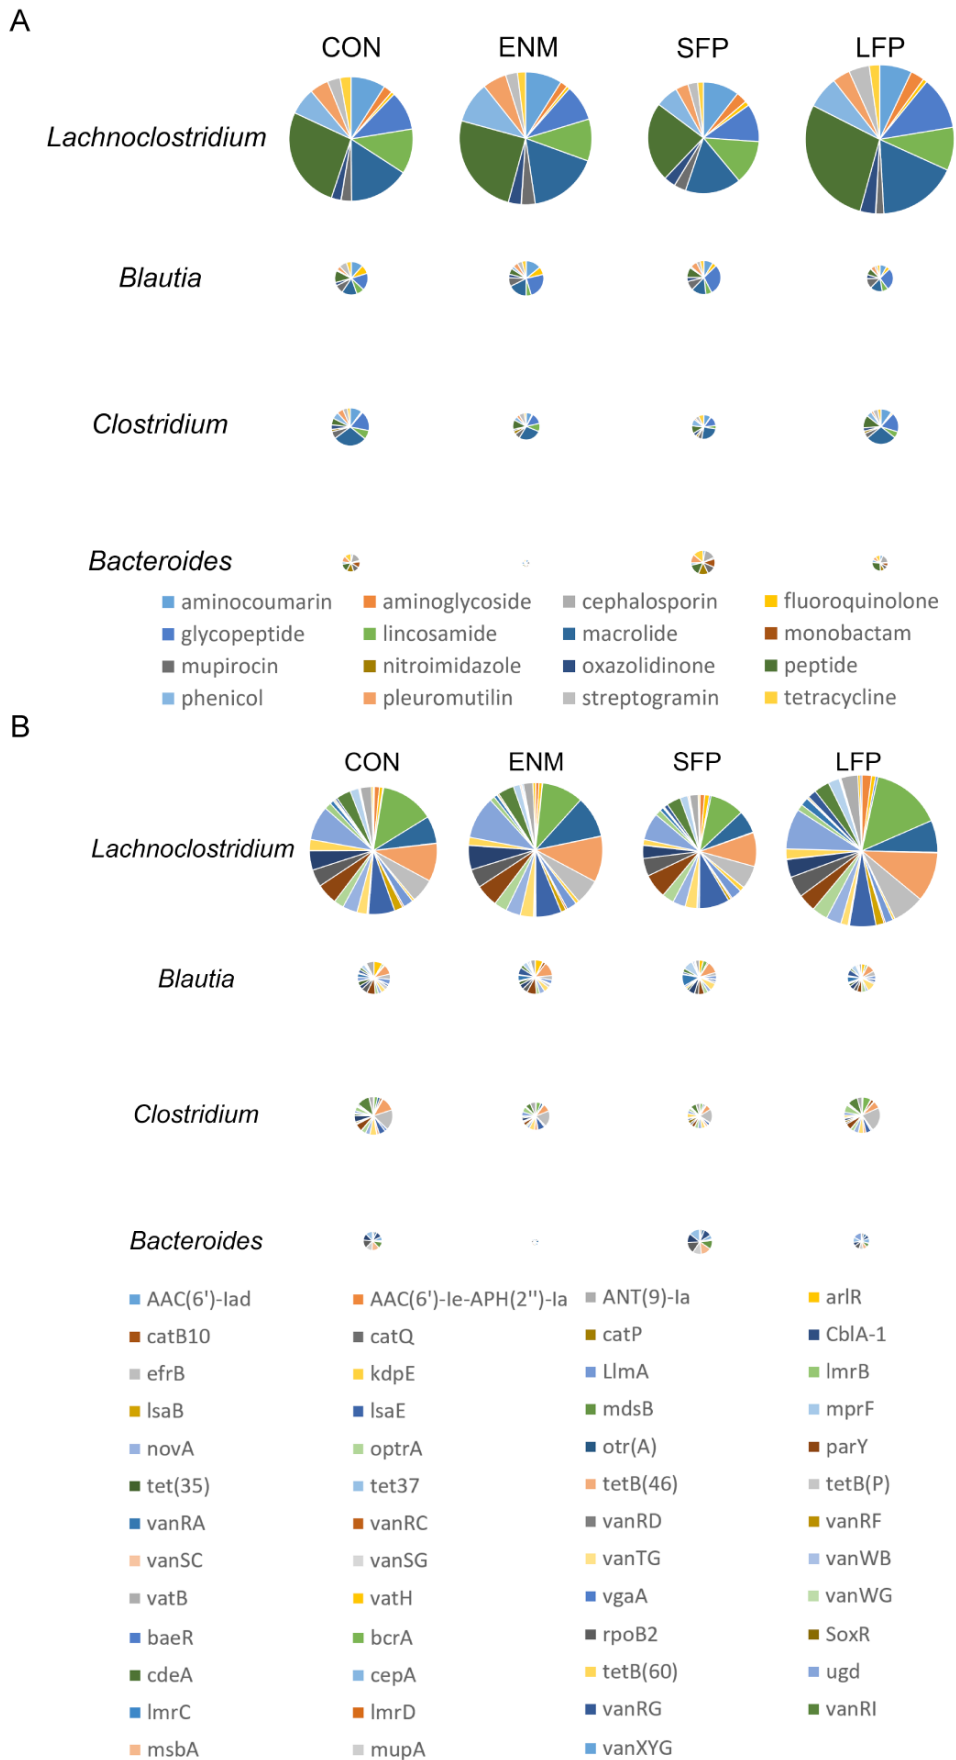 A
CON ENM SFP LFP
Lachnoclostridium
Blautia
Clostridium
Bacteroides
aminocoumarin aminoglycoside cephalosporin fluoroquinolone
glycopeptide lincosamide macrolide monobactam
mupirocin nitroimidazole oxazolidinone peptide
phenicol pleuromutilin streptogramin tetracycline
B
CON ENM SFP LFP
Lachnoclostridium
Blautia
Clostridium
Bacteroides
AAC(6')-Iad AAC(6')-Ie-APH(2'')-Ia ANT(9)-Ia arlR
catB10 catQ catP CblA-1
efrB kdpE LlmA lmrB
lsaB lsaE mdsB mprF
novA optrA otr(A) parY
tet(35) tet37 tetB(46) tetB(P)
vanRA vanRC vanRD vanRF
vanSC vanSG vanTG vanWB
vatB vatH vgaA vanWG
baeR bcrA rpoB2 SoxR
cdeA cepA tetB(60) ugd
lmrC lmrD vanRG vanRI
msbA mupA vanXYG